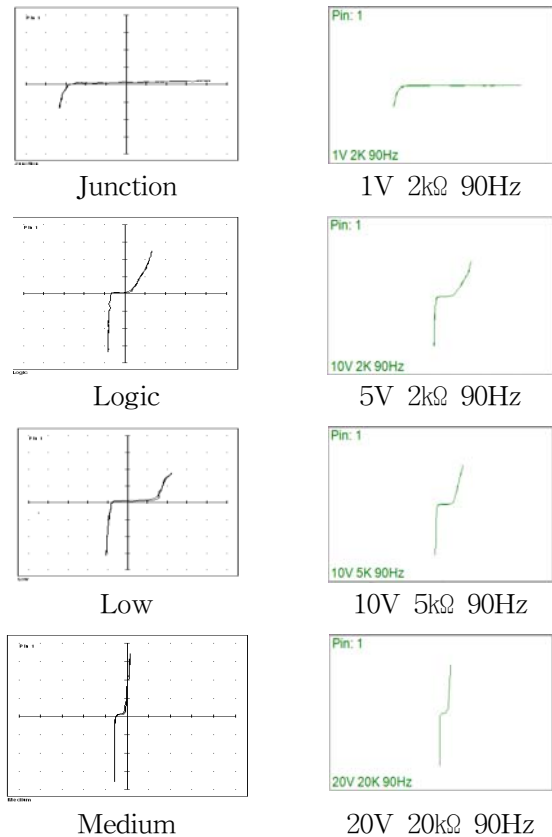 Pin: 1
Pin: 1
1V 2K 90Hz
Junction
1V 2kΩ 90Hz
Pin: 1
Pin: 1
Logic
10V 2K 90Hz
Logic
5V 2kΩ 90Hz
Pin: 1
Pin: 1
10V 5K 90Hz
Low
10V 5kΩ 90Hz
Pin: 1
Pin: 1
Medium
20V 20K 90Hz
Medium
20V 20kΩ 90Hz